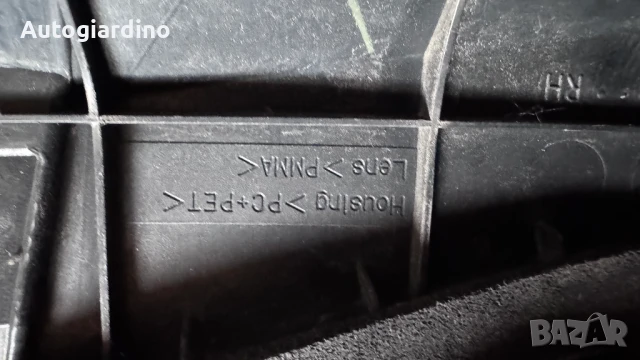 Autogiardino
Housing >PC+PET<
Lens >PMMA<
RH
BAZAR